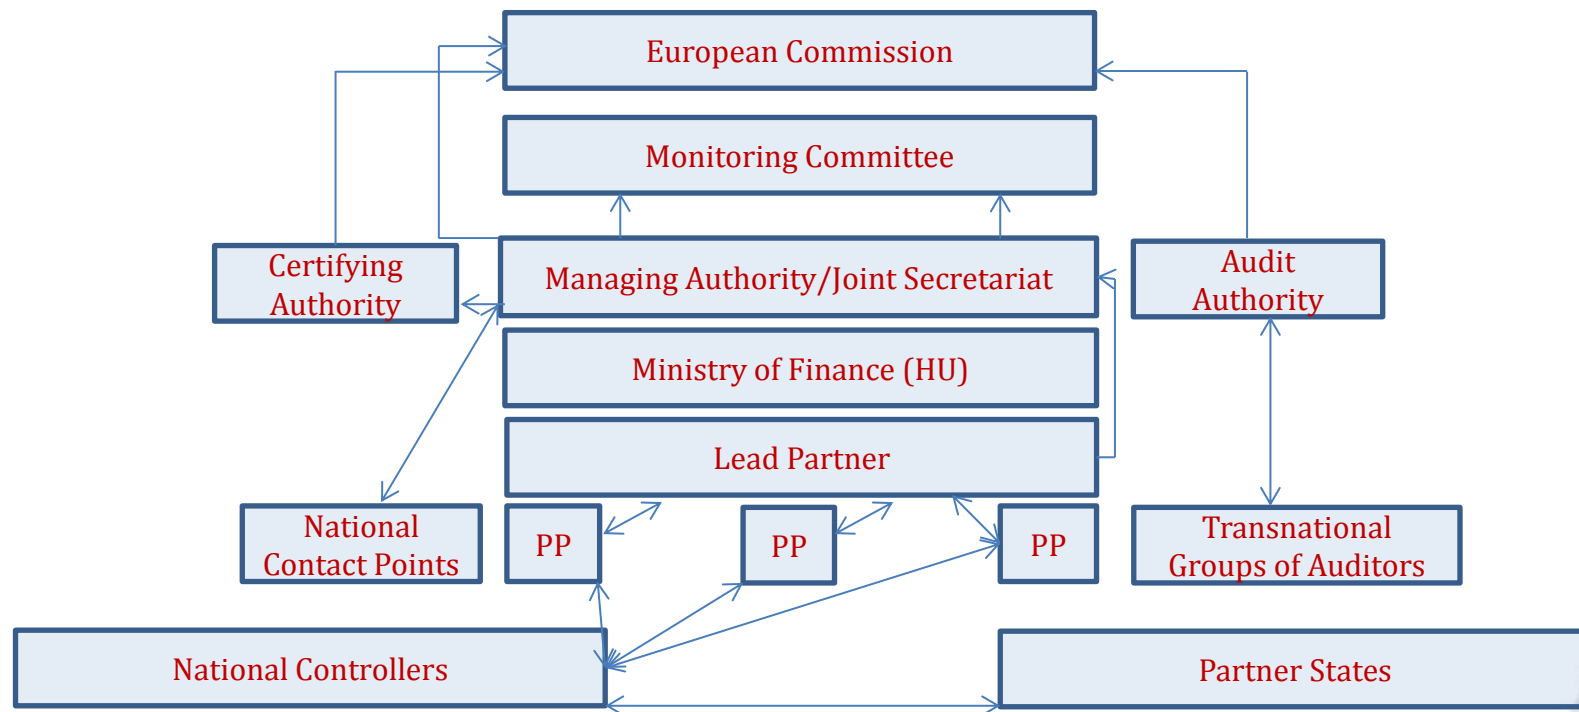 European Commission
Monitoring Committee
Certifying
Authority
Managing Authority/Joint Secretariat
Audit
Authority
Ministry of Finance (HU)
Lead Partner
National
Contact Points
PP
PP
PP
Transnational
Groups of Auditors
National Controllers
Partner States